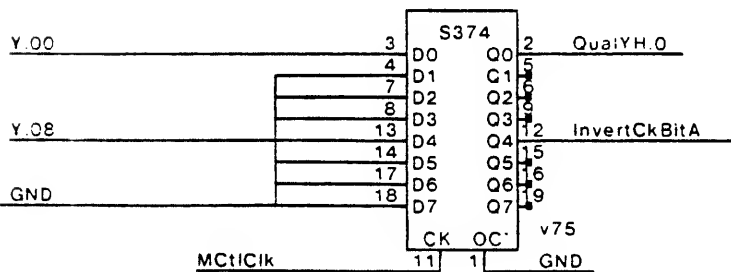 S374
Y.00 3 D0 Q0 2 QualYH.0
4 D1 Q1 5
7 D2 Q2 6
8 D3 Q3 9
Y.08 13 D4 Q4 12 InvertCkBitA
14 D5 Q5 15
17 D6 Q6 16
GND 18 D7 Q7 19
v75
CK OC'
MCtlClk 11 1 GND